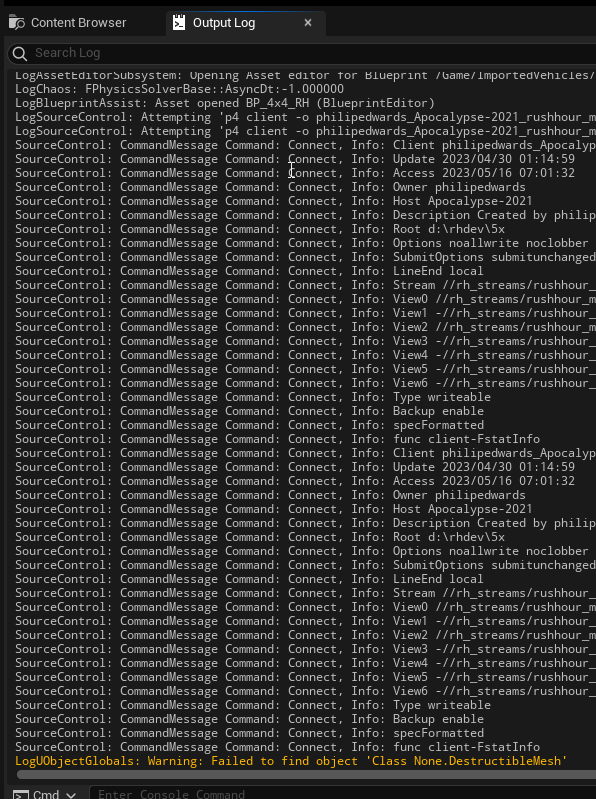 Content Browser
Output Log
Search Log
LogAssetEditorSubsystem: Opening Asset editor for Blueprint /Game/ImportedVehicles/
LogChaos: FPhysicsSolverBase::AsyncDt:-1.000000
LogBlueprintAssist: Asset opened BP_4x4_RH (BlueprintEditor)
LogSourceControl: Attempting 'p4 client -o philipedwards_Apocalypse-2021_rushhour_m
LogSourceControl: Attempting 'p4 client -o philipedwards_Apocalypse-2021_rushhour_m
SourceControl: CommandMessage Command: Connect, Info: Client philipedwards_Apocalyp
SourceControl: CommandMessage Command: Connect, Info: Update 2023/04/30 01:14:59
SourceControl: CommandMessage Command: Connect, Info: Access 2023/05/16 07:01:32
SourceControl: CommandMessage Command: Connect, Info: Owner philipedwards
SourceControl: CommandMessage Command: Connect, Info: Host Apocalypse-2021
SourceControl: CommandMessage Command: Connect, Info: Description Created by philip
SourceControl: CommandMessage Command: Connect, Info: Root d:\rhdev\5x
SourceControl: CommandMessage Command: Connect, Info: Options noallwrite noclobber
SourceControl: CommandMessage Command: Connect, Info: SubmitOptions submitunchanged
SourceControl: CommandMessage Command: Connect, Info: LineEnd local
SourceControl: CommandMessage Command: Connect, Info: Stream //rh_streams/rushhour_
SourceControl: CommandMessage Command: Connect, Info: View0 //rh_streams/rushhour_m
SourceControl: CommandMessage Command: Connect, Info: View1 -//rh_streams/rushhour_
SourceControl: CommandMessage Command: Connect, Info: View2 //rh_streams/rushhour_m
SourceControl: CommandMessage Command: Connect, Info: View3 -//rh_streams/rushhour_
SourceControl: CommandMessage Command: Connect, Info: View4 -//rh_streams/rushhour_
SourceControl: CommandMessage Command: Connect, Info: View5 -//rh_streams/rushhour_
SourceControl: CommandMessage Command: Connect, Info: View6 -//rh_streams/rushhour_
SourceControl: CommandMessage Command: Connect, Info: Type writeable
SourceControl: CommandMessage Command: Connect, Info: Backup enable
SourceControl: CommandMessage Command: Connect, Info: specFormatted
SourceControl: CommandMessage Command: Connect, Info: func client-FstatInfo
SourceControl: CommandMessage Command: Connect, Info: Client philipedwards_Apocalyp
SourceControl: CommandMessage Command: Connect, Info: Update 2023/04/30 01:14:59
SourceControl: CommandMessage Command: Connect, Info: Access 2023/05/16 07:01:32
SourceControl: CommandMessage Command: Connect, Info: Owner philipedwards
SourceControl: CommandMessage Command: Connect, Info: Host Apocalypse-2021
SourceControl: CommandMessage Command: Connect, Info: Description Created by philip
SourceControl: CommandMessage Command: Connect, Info: Root d:\rhdev\5x
SourceControl: CommandMessage Command: Connect, Info: Options noallwrite noclobber
SourceControl: CommandMessage Command: Connect, Info: SubmitOptions submitunchanged
SourceControl: CommandMessage Command: Connect, Info: LineEnd local
SourceControl: CommandMessage Command: Connect, Info: Stream //rh_streams/rushhour_
SourceControl: CommandMessage Command: Connect, Info: View0 //rh_streams/rushhour_m
SourceControl: CommandMessage Command: Connect, Info: View1 -//rh_streams/rushhour_
SourceControl: CommandMessage Command: Connect, Info: View2 //rh_streams/rushhour_m
SourceControl: CommandMessage Command: Connect, Info: View3 -//rh_streams/rushhour_
SourceControl: CommandMessage Command: Connect, Info: View4 -//rh_streams/rushhour_
SourceControl: CommandMessage Command: Connect, Info: View5 -//rh_streams/rushhour_
SourceControl: CommandMessage Command: Connect, Info: View6 -//rh_streams/rushhour_
SourceControl: CommandMessage Command: Connect, Info: Type writeable
SourceControl: CommandMessage Command: Connect, Info: Backup enable
SourceControl: CommandMessage Command: Connect, Info: specFormatted
SourceControl: CommandMessage Command: Connect, Info: func client-FstatInfo
LogUObjectGlobals: Warning: Failed to find object 'Class None.DestructibleMesh'
Cmd
Enter Console Command